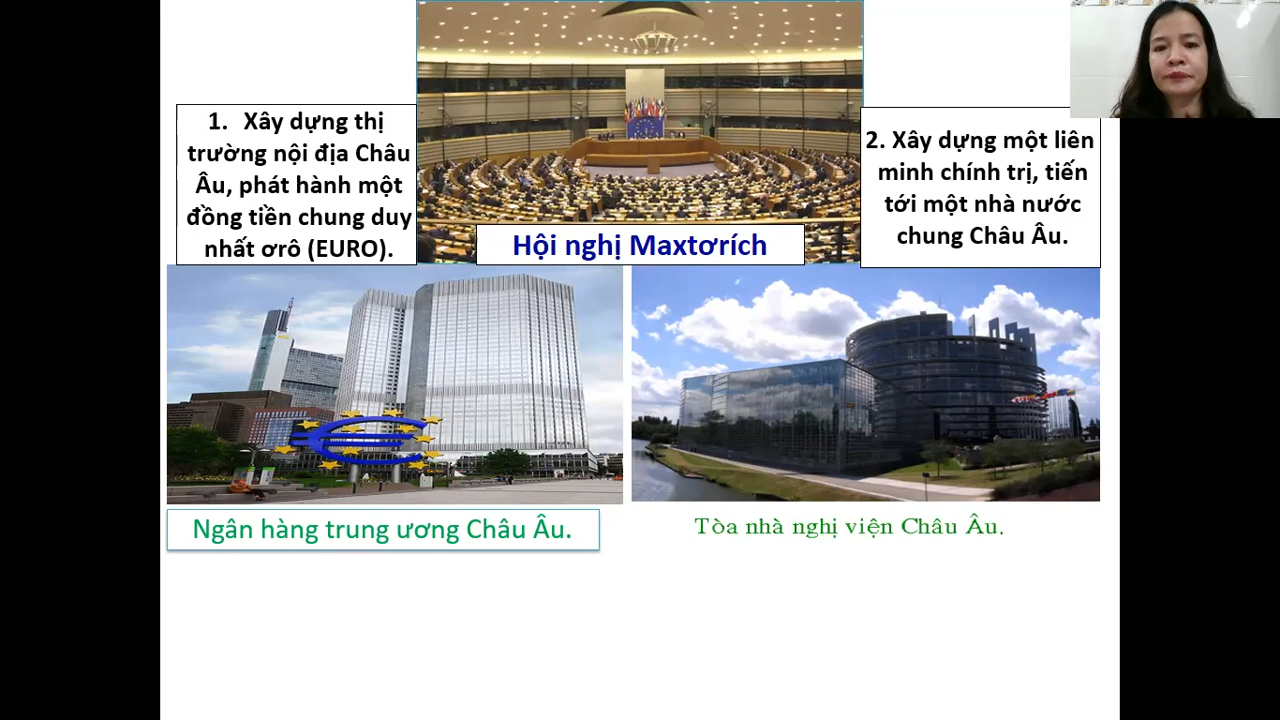 1. Xây dựng thị
trường nội địa Châu
Âu, phát hành một
đồng tiền chung duy
nhất ơrô (EURO).
2. Xây dựng một liên
minh chính trị, tiến
tới một nhà nước
chung Châu Âu.
Hội nghị Maxtơrích
Ngân hàng trung ương Châu Âu.
Tòa nhà nghị viện Châu Âu.